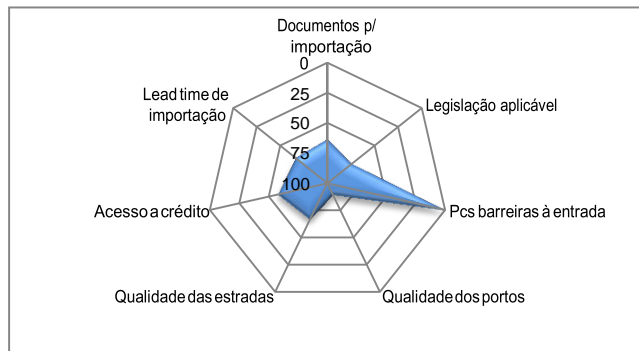 Documentos p/
importação
0
Lead time de
importação
25
Legislação aplicável
50
75
100
Acesso a crédito
Pcs barreiras à entrada
Qualidade das estradas
Qualidade dos portos